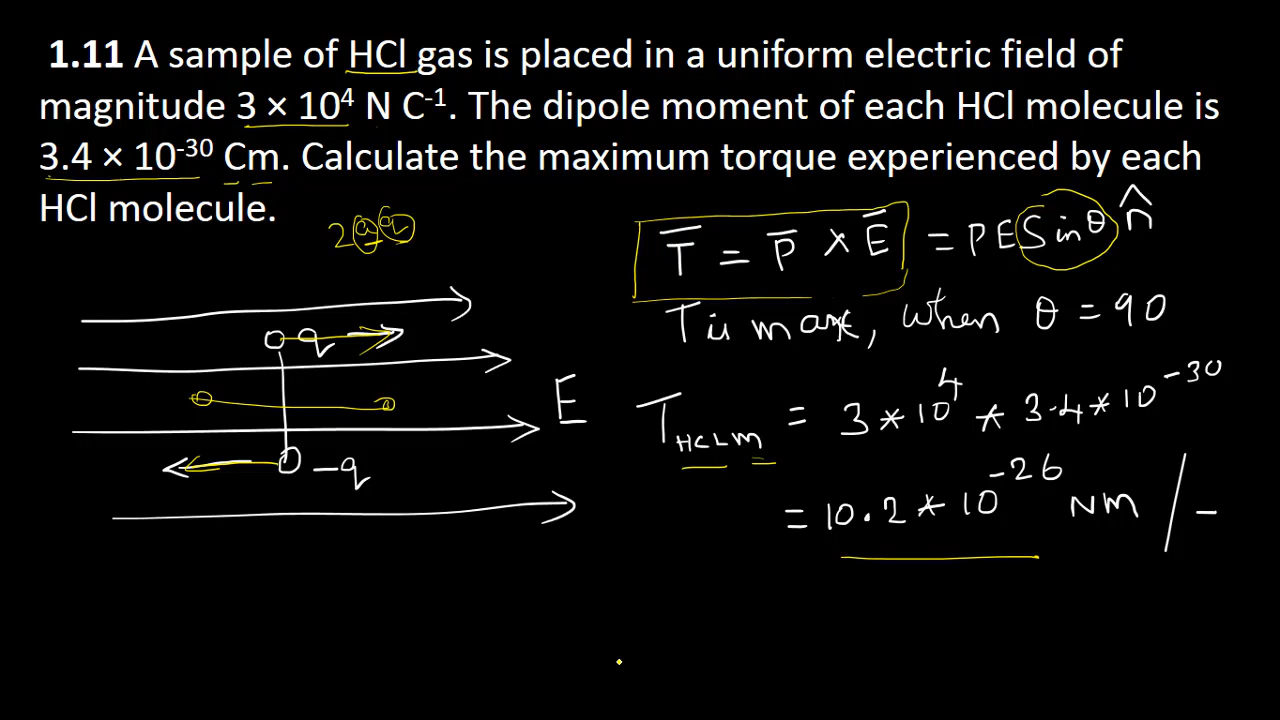 1.11 A sample of HCl gas is placed in a uniform electric field of
magnitude 3 × 10⁴ N C⁻¹. The dipole moment of each HCl molecule is
3.4 × 10⁻³⁰ Cm. Calculate the maximum torque experienced by each
HCl molecule.
2aq
T̄ = P̄ × Ē = PE Sinθ n̂
T is max, when θ = 90
q
E
-q
T HCLM = 3 * 10⁴ * 3.4 * 10⁻³⁰
= 10.2 * 10⁻²⁶ NM / -